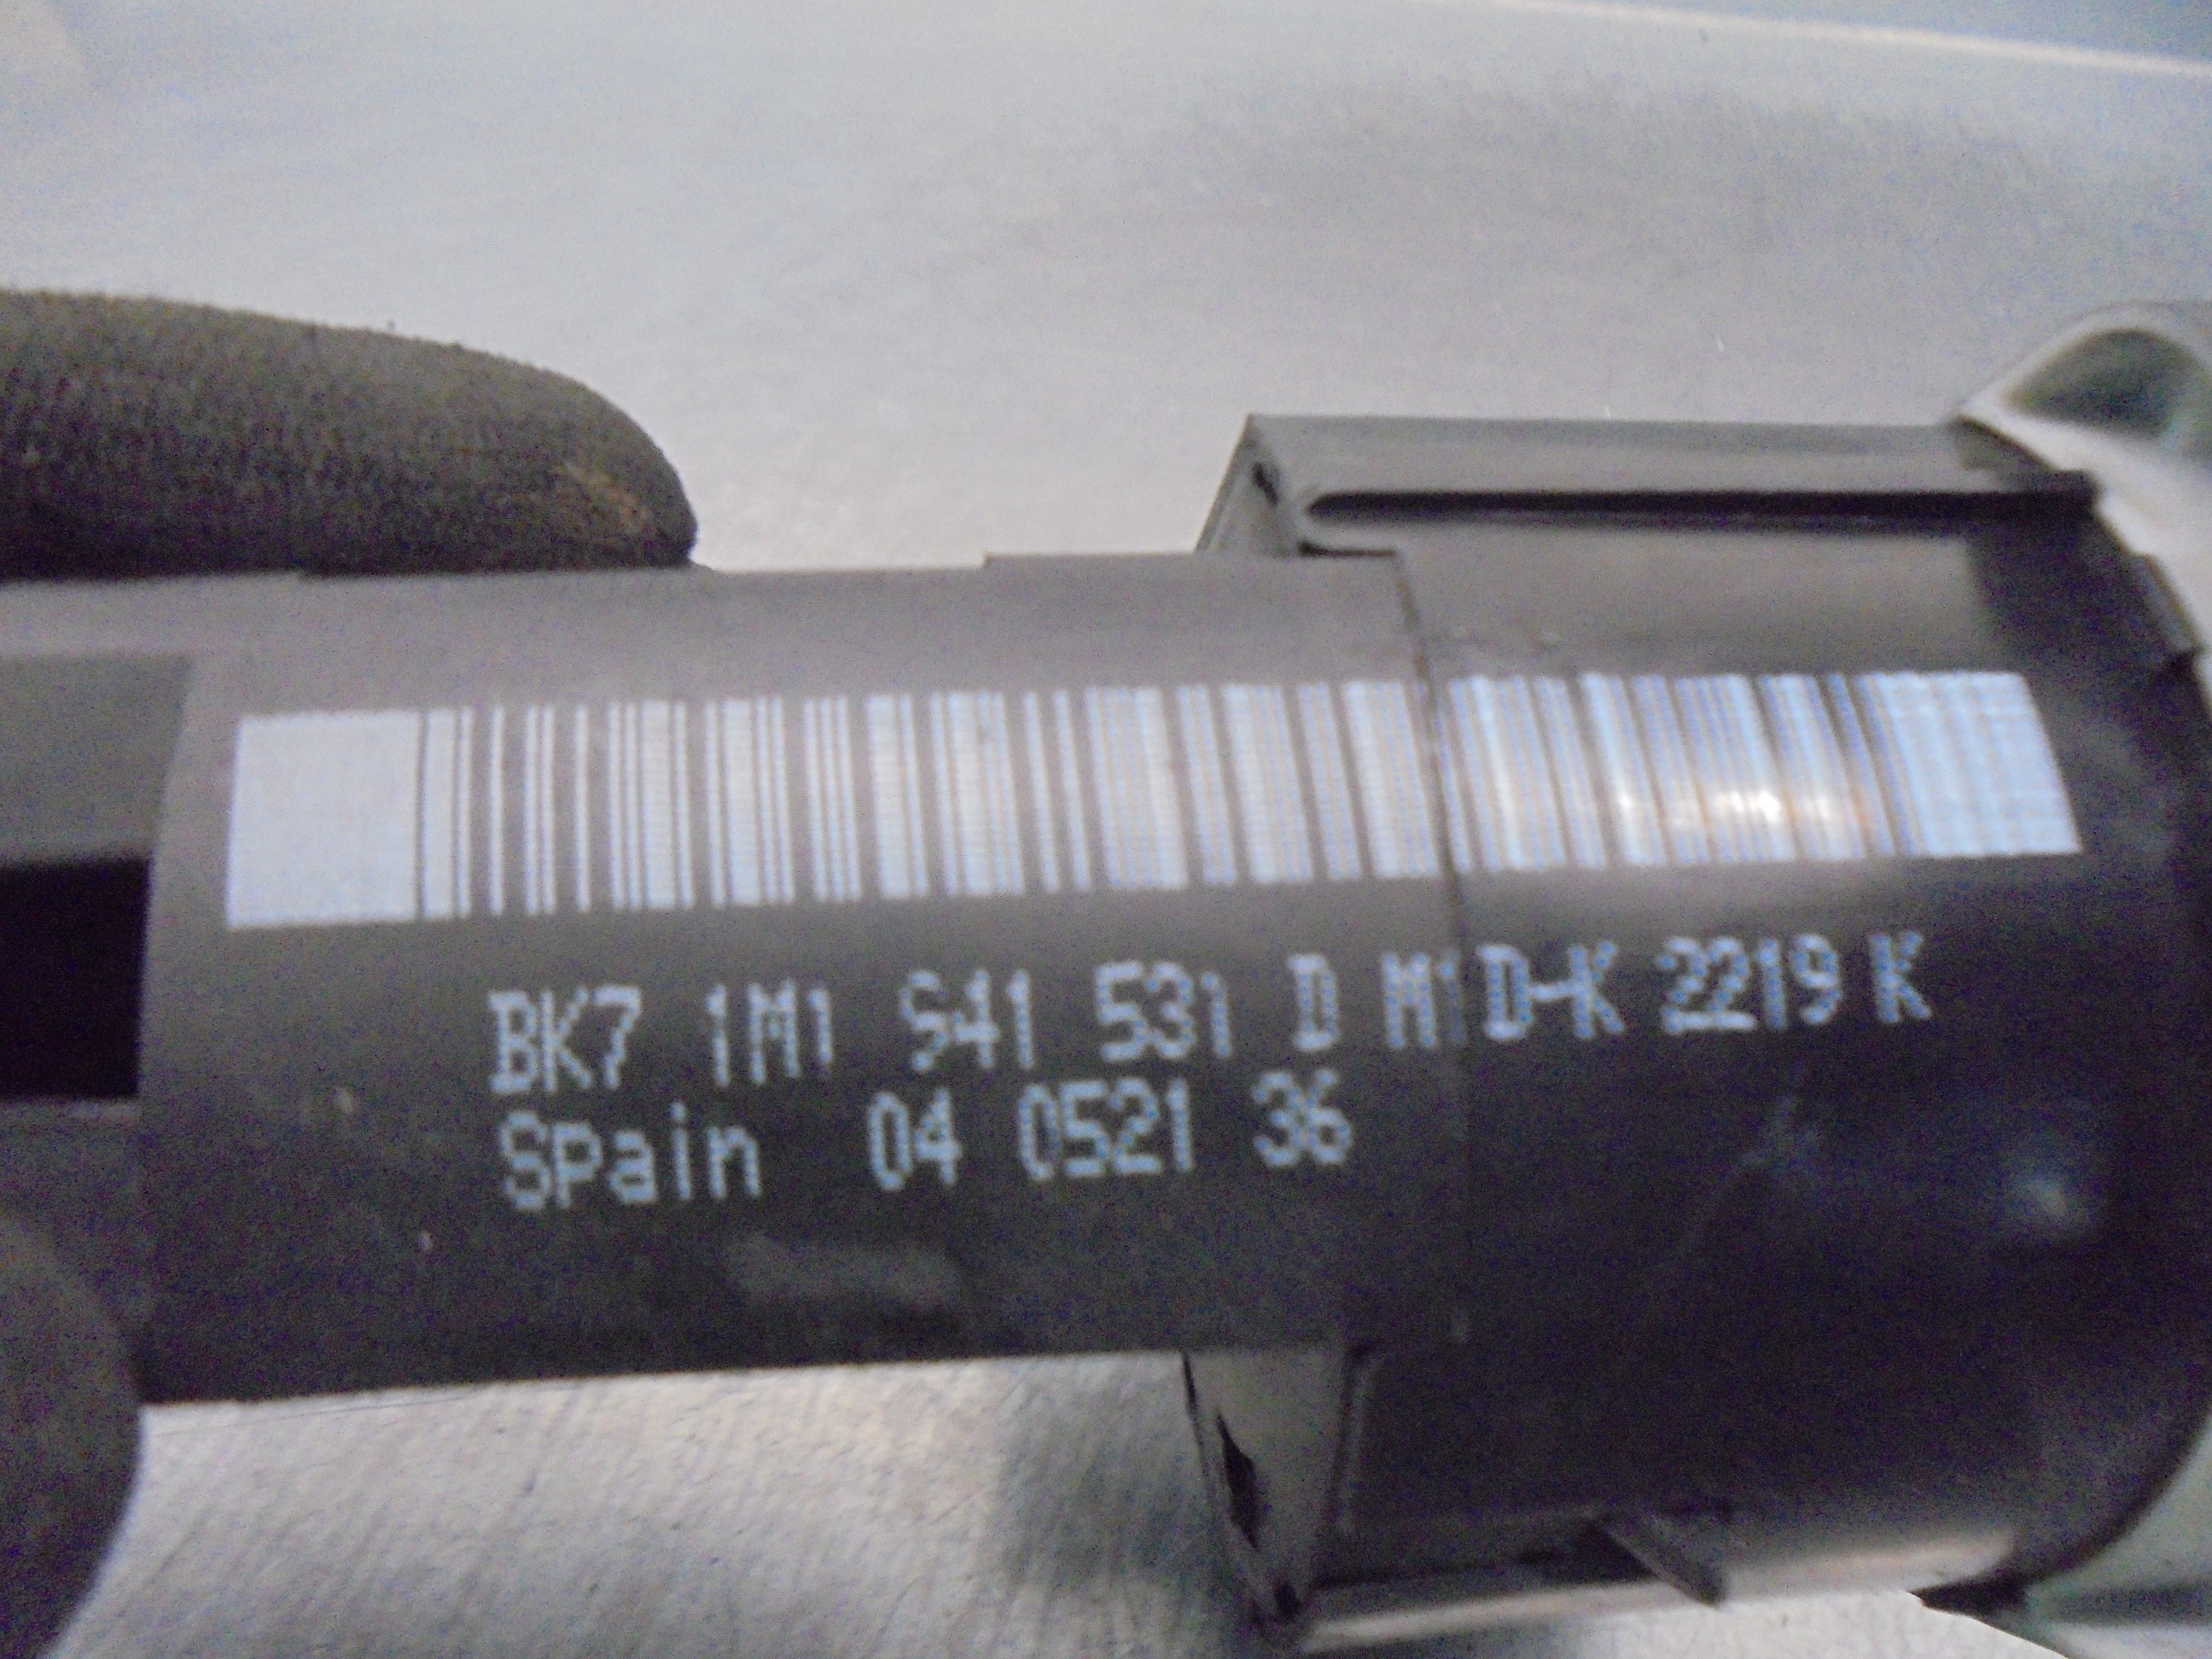 BK7 1M1 941 531 D M1D-K 2219 K
Spain 04 0521 36